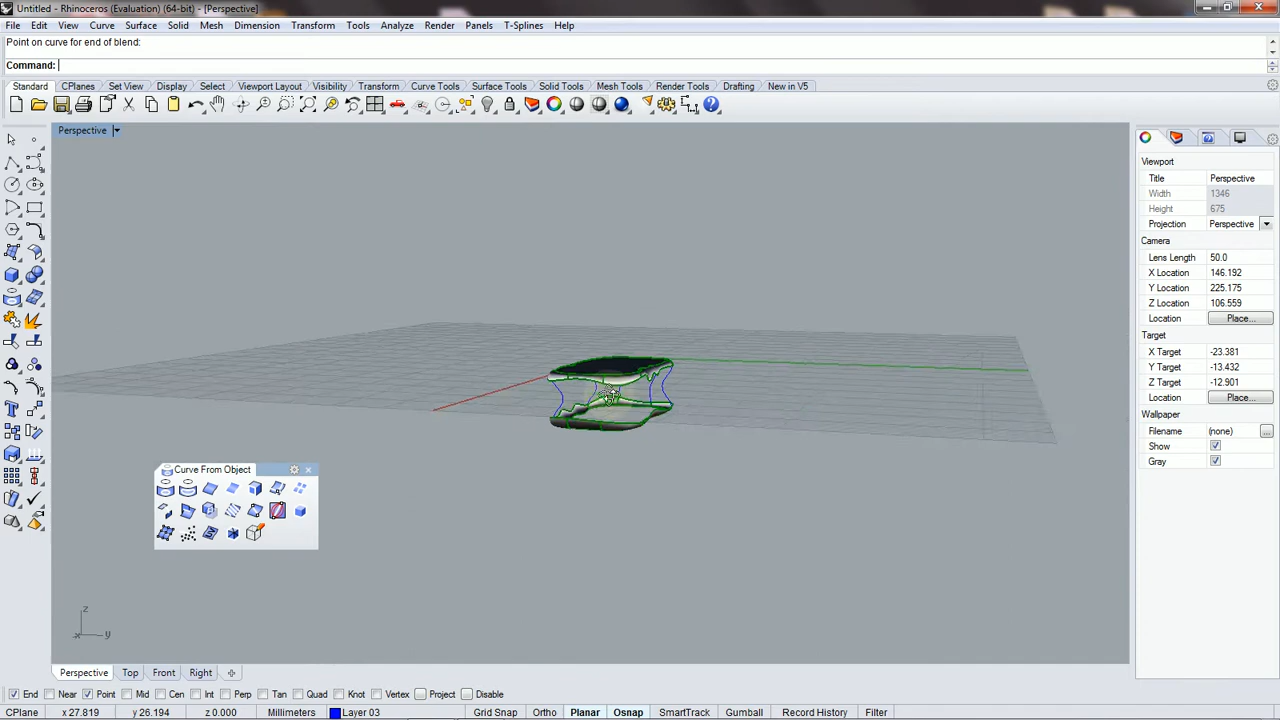 Untitled - Rhinoceros (Evaluation) (64-bit) - [Perspective]
File Edit View Curve Surface Solid Mesh Dimension Transform Tools Analyze Render Panels T-Splines Help
Point on curve for end of blend:
Command:
Standard CPlanes Set View Display Select Viewport Layout Visibility Transform Curve Tools Surface Tools Solid Tools Mesh Tools Render Tools Drafting New in V5
Perspective
Viewport
Title Perspective
Width 1346
Height 675
Projection Perspective
Camera
Lens Length 50.0
X Location 146.192
Y Location 225.175
Z Location 106.559
Location Place...
Target
X Target -23.381
Y Target -13.432
Z Target -12.901
Location Place...
Wallpaper
Filename (none) ...
Show
Gray
Curve From Object
z
x y
Perspective Top Front Right
End Near Point Mid Cen Int Perp Tan Quad Knot Vertex Project Disable
CPlane x 27.819 y 26.194 z 0.000 Millimeters Layer 03 Grid Snap Ortho Planar Osnap SmartTrack Gumball Record History Filter